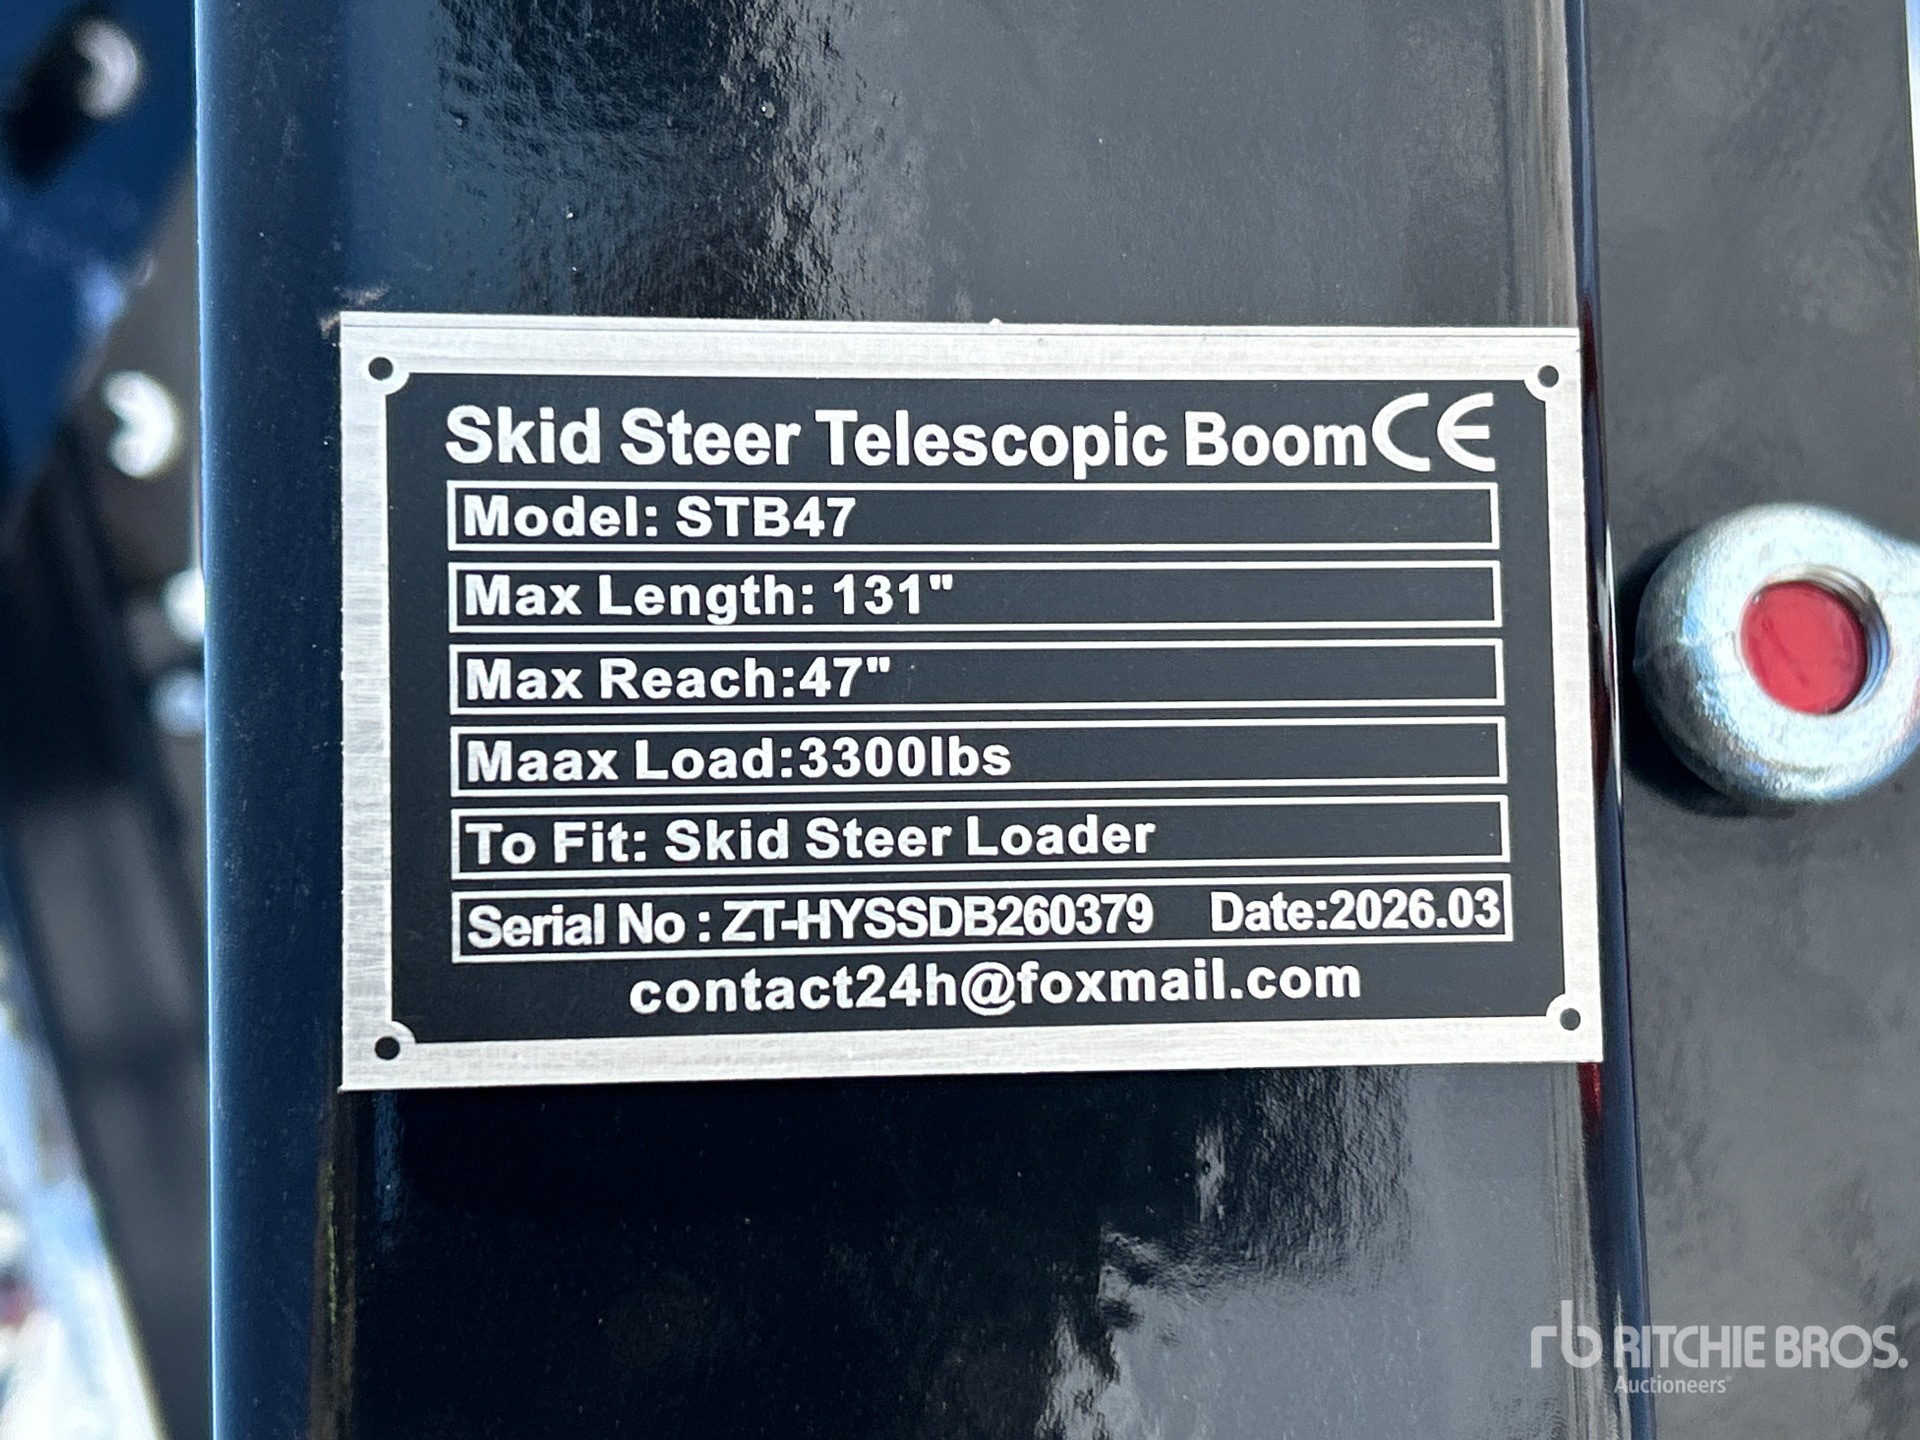 Skid Steer Telescopic Boom CE
Model: STB47
Max Length: 131"
Max Reach:47"
Maax Load:3300lbs
To Fit: Skid Steer Loader
Serial No : ZT-HYSSDB260379 Date:2026.03
contact24h@foxmail.com
rb RITCHIE BROS.
Auctioneers